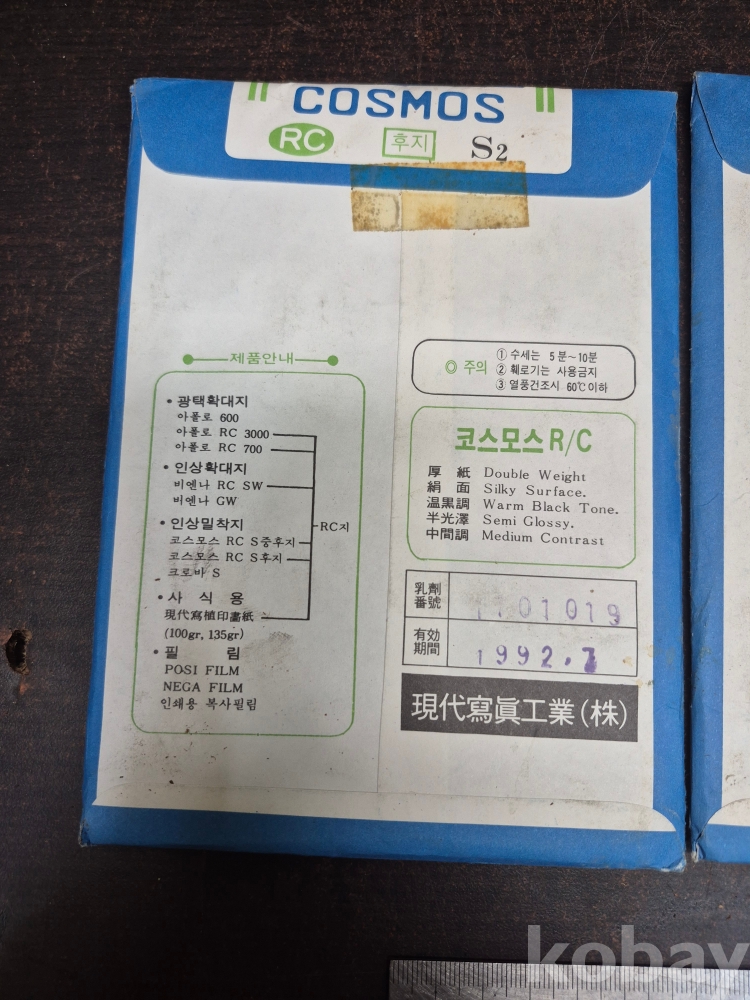 COSMOS
RC 후지 S2
제품안내
• 광택확대지
아폴로 600
아폴로 RC 3000
아폴로 RC 700
• 인상확대지
비엔나 RC SW
비엔나 GW
• 인상밀착지
코스모스 RC S중후지
코스모스 RC S후지
크로바 S
RC지
• 사식용
現代寫植印畵紙
(100gr, 135gr)
• 필림
POSI FILM
NEGA FILM
인쇄용 복사필림
◎ 주의
① 수세는 5분~10분
② 훼로기는 사용금지
③ 열풍건조시 60℃이하
코스모스 R/C
厚紙 Double Weight
絹面 Silky Surface.
温黒調 Warm Black Tone.
半光澤 Semi Glossy.
中間調 Medium Contrast
乳劑番號 01019
有効期間 1992.7
現代寫眞工業(株)
kobay